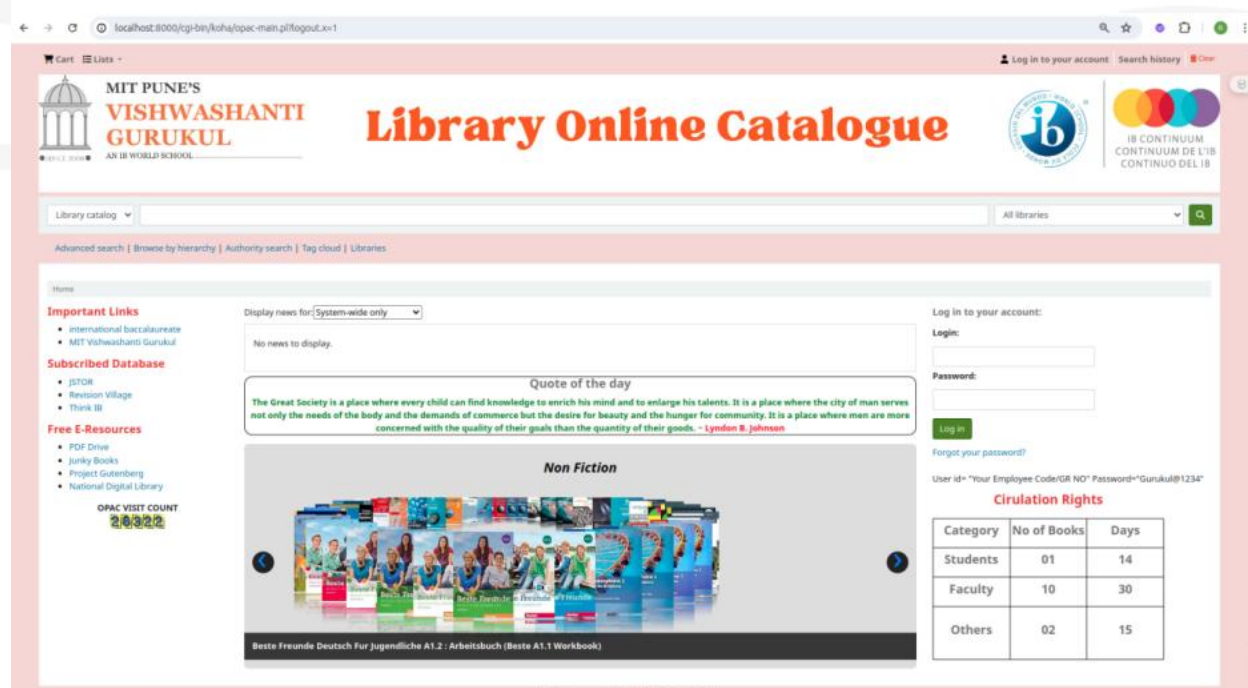 localhost:8000/cgi-bin/koha/opac-main.pl?logout.x=1
Cart Lists
Log in to your account Search history Clear
MIT PUNE'S
VISHWASHANTI
GURUKUL
AN IB WORLD SCHOOL
Library Online Catalogue
ib
IB CONTINUUM
CONTINUUM DE L'IB
CONTINUO DEL IB
Library catalog
All libraries
Advanced search | Browse by hierarchy | Authority search | Tag cloud | Libraries
Home
Important Links
international baccalaureate
MIT Vishwashanti Gurukul
Subscribed Database
JSTOR
Revision Village
Think IB
Free E-Resources
PDF Drive
Junky Books
Project Gutenberg
National Digital Library
OPAC VISIT COUNT
Display news for: System-wide only
No news to display.
Quote of the day
The Great Society is a place where every child can find knowledge to enrich his mind and to enlarge his talents. It is a place where the city of man serves
not only the needs of the body and the demands of commerce but the desire for beauty and the hunger for community. It is a place where men are more
concerned with the quality of their goals than the quantity of their goods. ~ Lyndon B. Johnson
Non Fiction
Beste Freunde Deutsch Fur Jugendliche A1.2 : Arbeitsbuch (Beste A1.1 Workbook)
Log in to your account:
Login:
Password:
Log in
Forgot your password?
User id= "Your Employee Code/GR NO" Password="Gurukul@1234"
Cirulation Rights
Category No of Books Days
Students 01 14
Faculty 10 30
Others 02 15